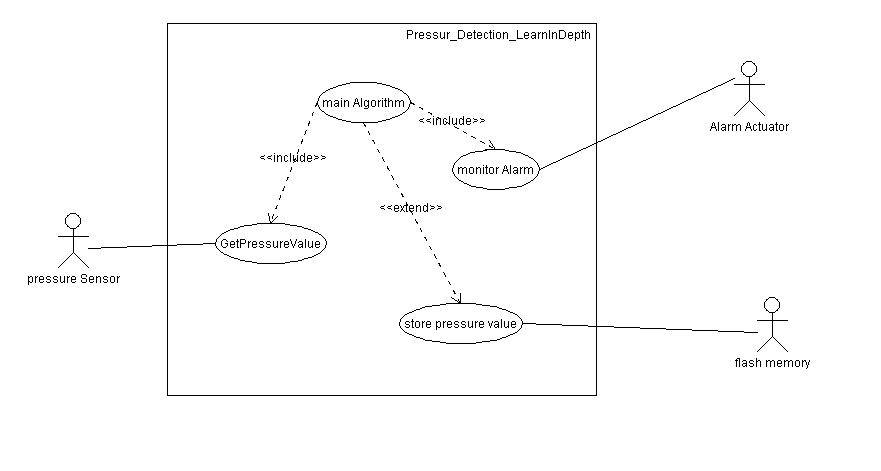 Pressur_Detection_LearnInDepth
main Algorithm
<<include>>
Alarm Actuator
<<include>>
monitor Alarm
<<extend>>
GetPressureValue
pressure Sensor
store pressure value
flash memory